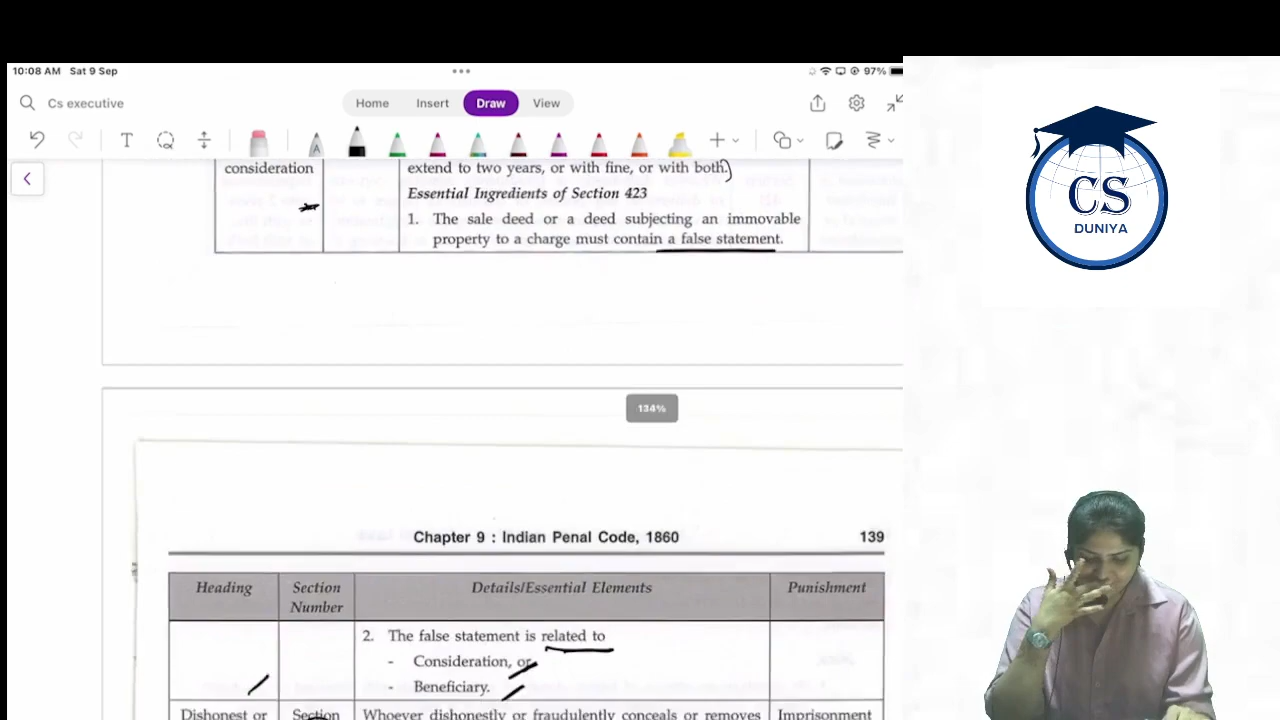 10:08 AM Sat 9 Sep
97%
Cs executive
Home Insert Draw View
T
A
consideration
extend to two years, or with fine, or with both.)
Essential Ingredients of Section 423
1. The sale deed or a deed subjecting an immovable
property to a charge must contain a false statement.
134%
Chapter 9 : Indian Penal Code, 1860 139
Heading Section Details/Essential Elements Punishment
Number
2. The false statement is related to
- Consideration, or
- Beneficiary.
Dishonest or Section Whoever dishonestly or fraudulently conceals or removes Imprisonment
CS
DUNIYA